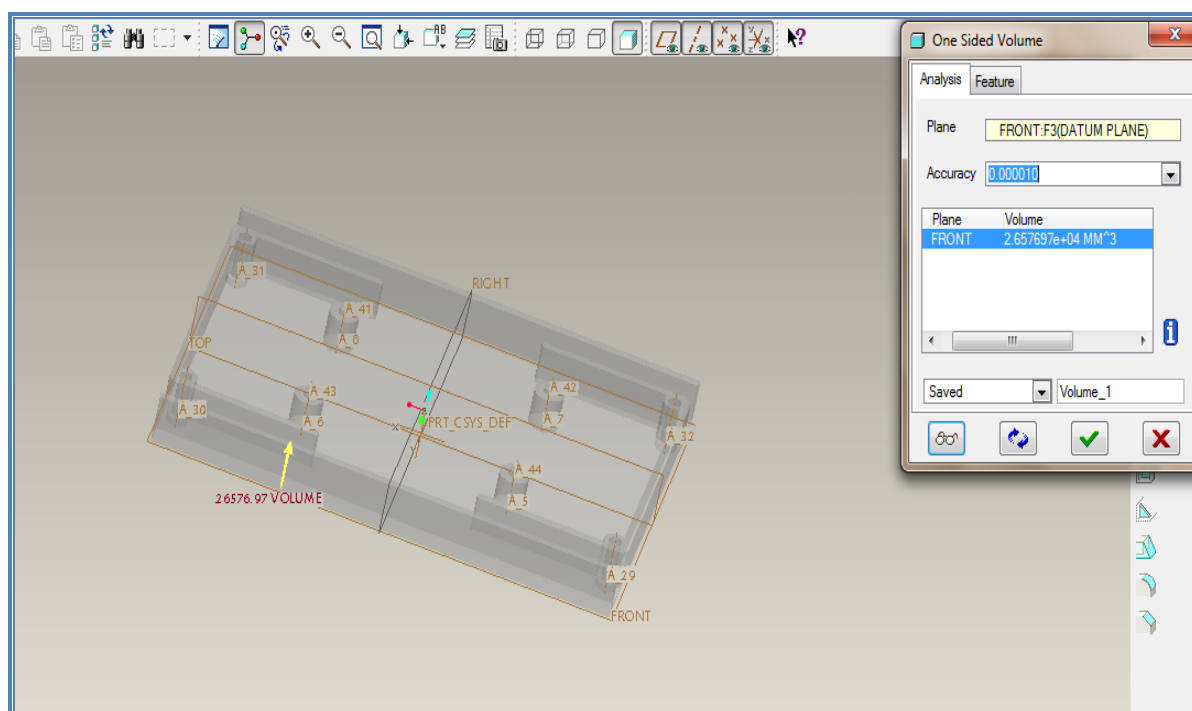 AB
One Sided Volume
X
Analysis
Feature
Plane
FRONT:F3(DATUM PLANE)
Accuracy
0.000010
Plane
Volume
FRONT
2.657697e+04 MM^3
Saved
Volume_1
A_31
RIGHT
A_41
A_8
TOP
A_43
A_42
A_30
A_6
A_7
PRT_CSYS_DEF
X
Y
A_32
A_44
26576.97 VOLUME
A_5
A_29
FRONT